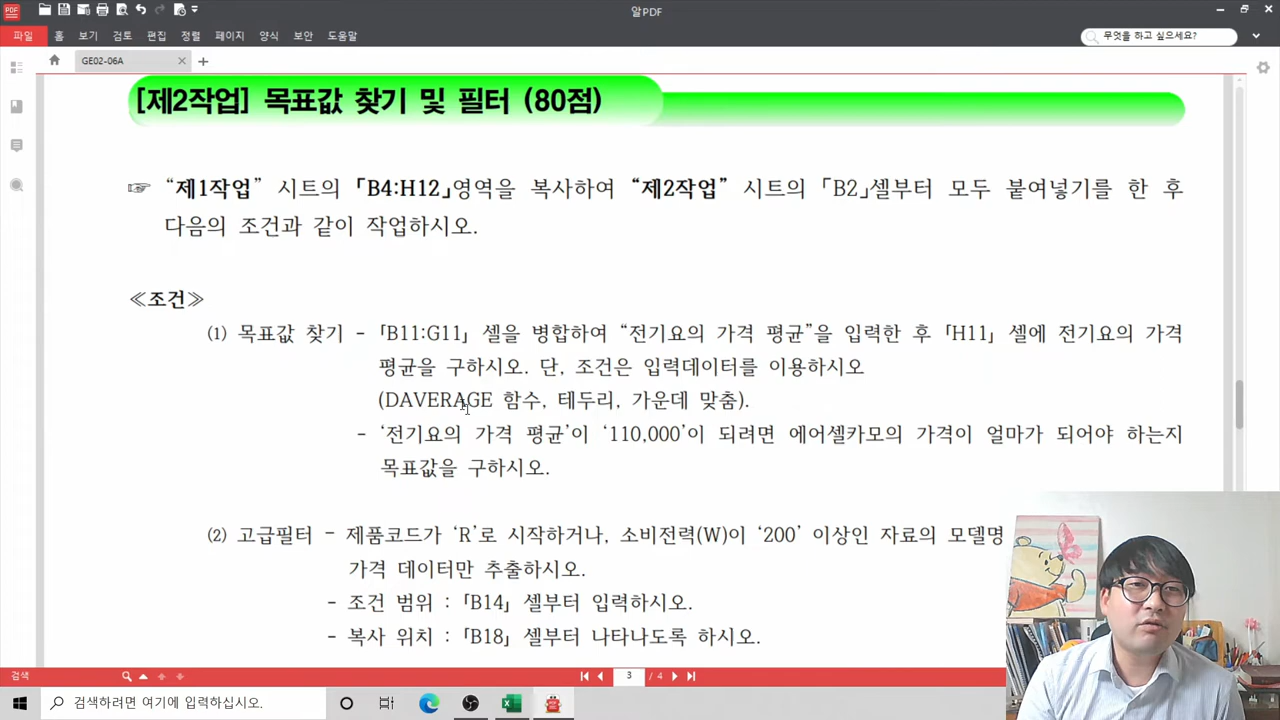 알PDF
파일 홈 보기 검토 편집 정렬 페이지 양식 보안 도움말
무엇을 하고 싶으세요?
GE02-06A
[제2작업] 목표값 찾기 및 필터 (80점)
☞ “제1작업” 시트의 「B4:H12」영역을 복사하여 “제2작업” 시트의 「B2」셀부터 모두 붙여넣기를 한 후
다음의 조건과 같이 작업하시오.
≪조건≫
(1) 목표값 찾기 - 「B11:G11」 셀을 병합하여 “전기요의 가격 평균”을 입력한 후 「H11」 셀에 전기요의 가격
평균을 구하시오. 단, 조건은 입력데이터를 이용하시오
(DAVERAGE 함수, 테두리, 가운데 맞춤).
- ‘전기요의 가격 평균’이 ‘110,000’이 되려면 에어셀카모의 가격이 얼마가 되어야 하는지
목표값을 구하시오.
(2) 고급필터 - 제품코드가 ‘R’로 시작하거나, 소비전력(W)이 ‘200’ 이상인 자료의 모델명
가격 데이터만 추출하시오.
- 조건 범위 : 「B14」 셀부터 입력하시오.
- 복사 위치 : 「B18」 셀부터 나타나도록 하시오.
검색
3 / 4
검색하려면 여기에 입력하십시오.